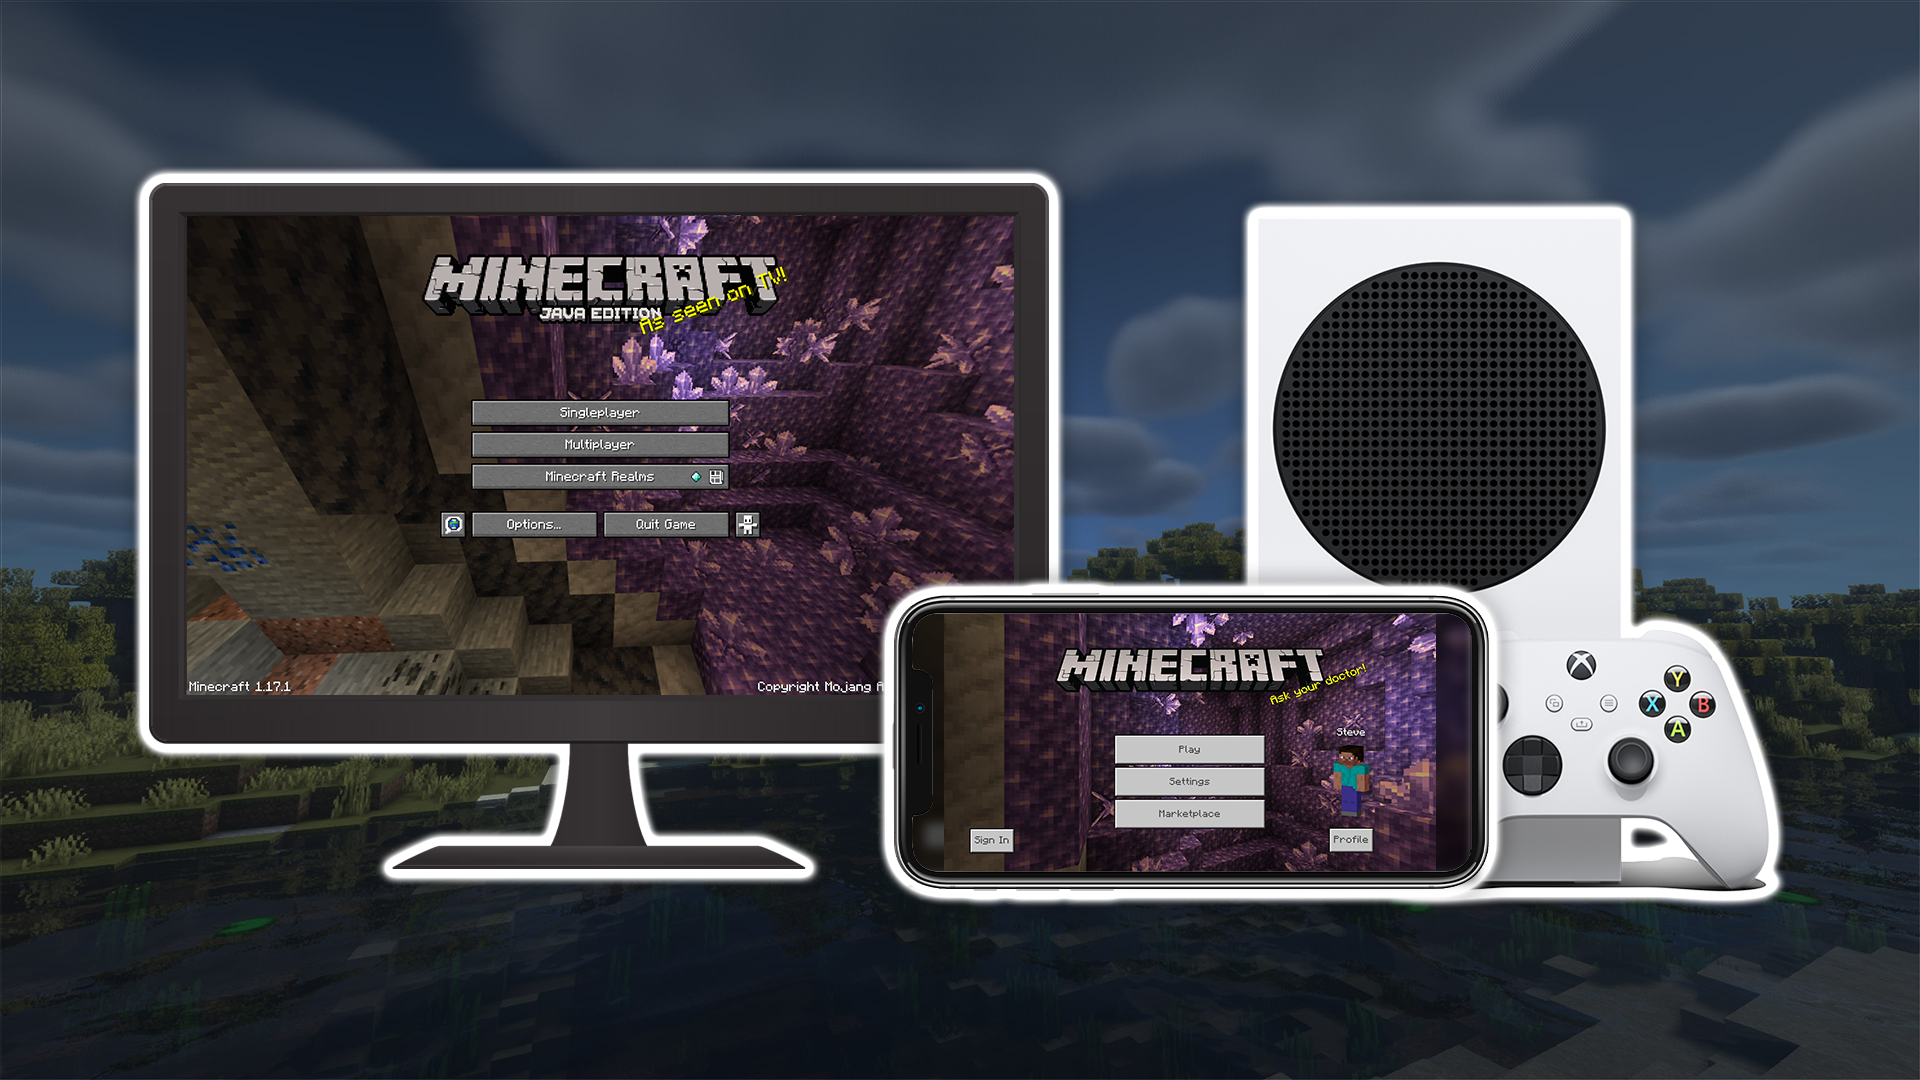 MINECRAFT
JAVA EDITION
As seen on TV!
Singleplayer
Multiplayer
Minecraft Realms
Options...
Quit Game
Minecraft 1.17.1
Copyright Mojang A
MINECRAFT
Ask your doctor!
Steve
Play
Settings
Marketplace
Sign In
Profile
Y
X
B
A